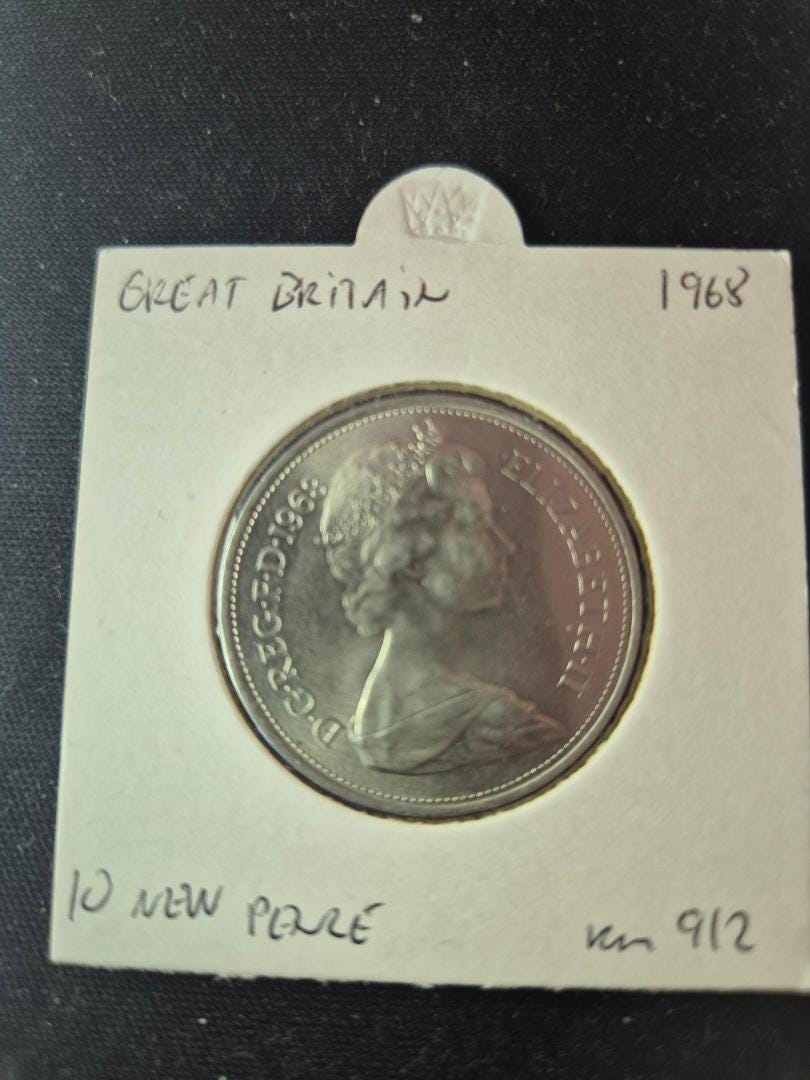 GREAT BRITAIN 1968
D·G·REG·F·D·1968 ELIZABETH·II
10 NEW PENCE km 912